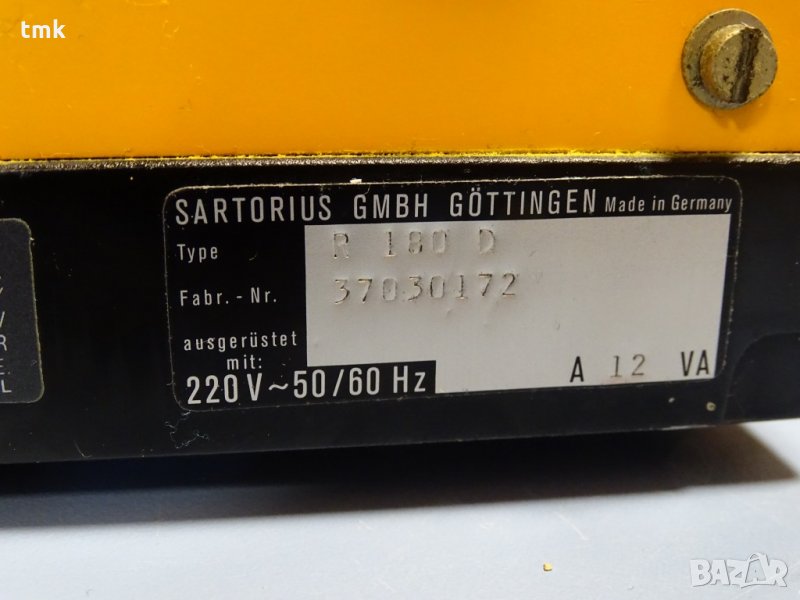 tmk
SARTORIUS GMBH GÖTTINGEN Made in Germany
Type R 180 D
Fabr. - Nr. 37030172
ausgerüstet
mit:
220 V ~ 50/60 Hz
A 12 VA
V
R
E
L
BAZAR